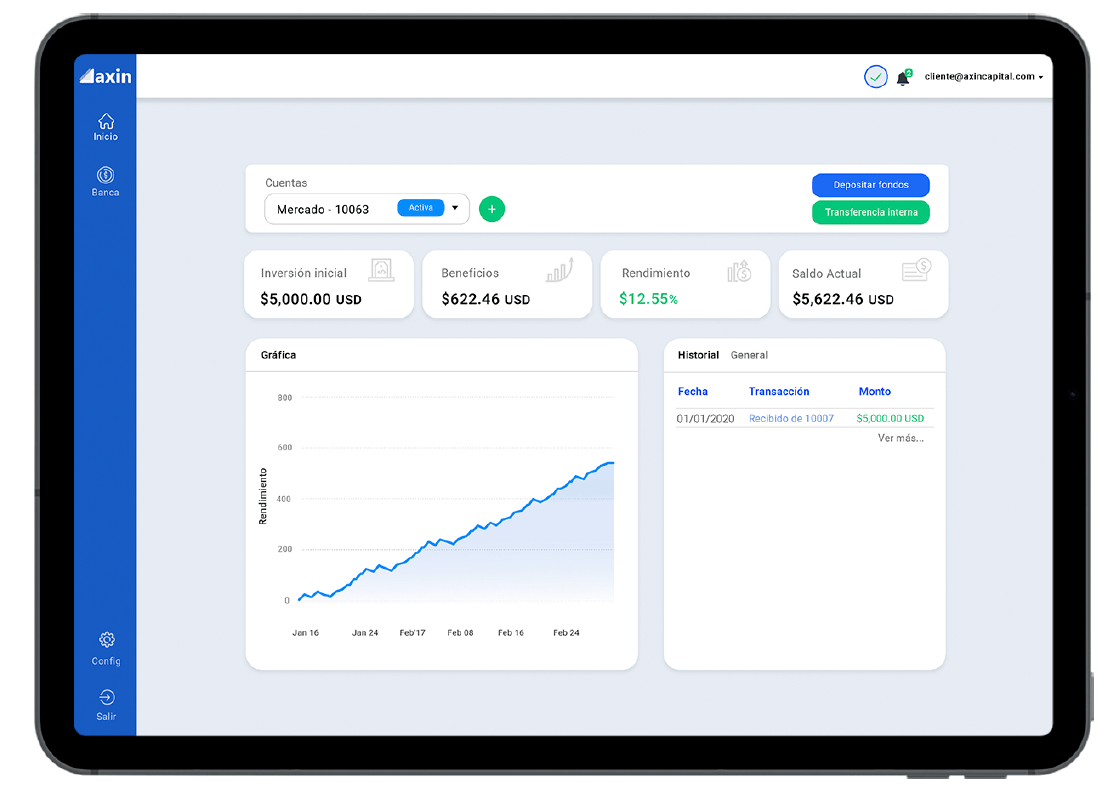 axin
2
cliente@axincapital.com
Inicio
Banca
Config
Salir
Cuentas
Mercado - 10063
Activa
+
Depositar fondos
Transferencia interna
Inversión inicial
$5,000.00 USD
Beneficios
$622.46 USD
Rendimiento
$12.55%
Saldo Actual
$5,622.46 USD
Gráfica
Rendimiento
800
600
400
200
0
Jan 16 Jan 24 Feb'17 Feb 08 Feb 16 Feb 24
Historial General
Fecha Transacción Monto
01/01/2020 Recibido de 10007 $5,000.00 USD
Ver más...